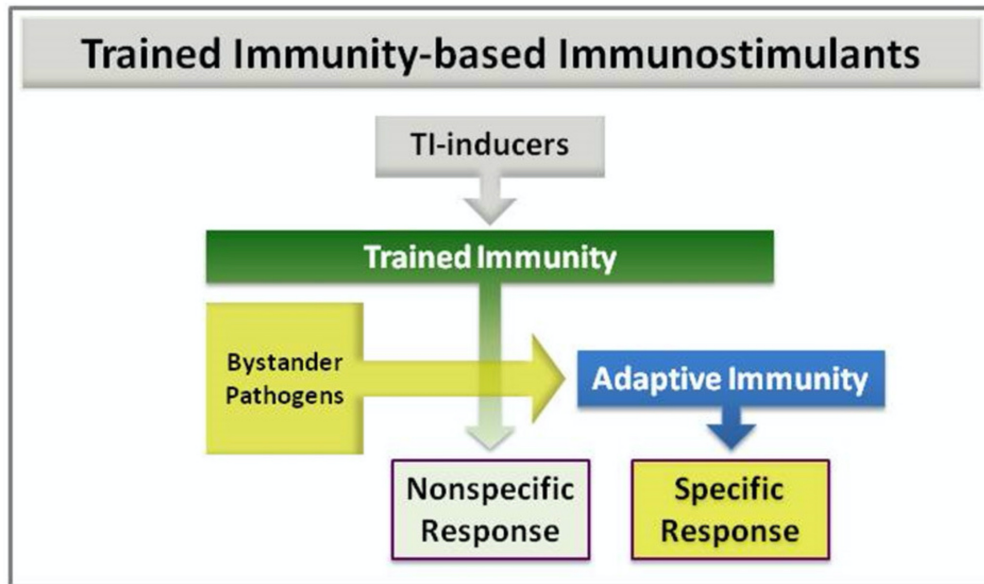 Trained Immunity-based Immunostimulants
TI-inducers
Trained Immunity
Bystander
Pathogens
Adaptive Immunity
Nonspecific
Response
Specific
Response